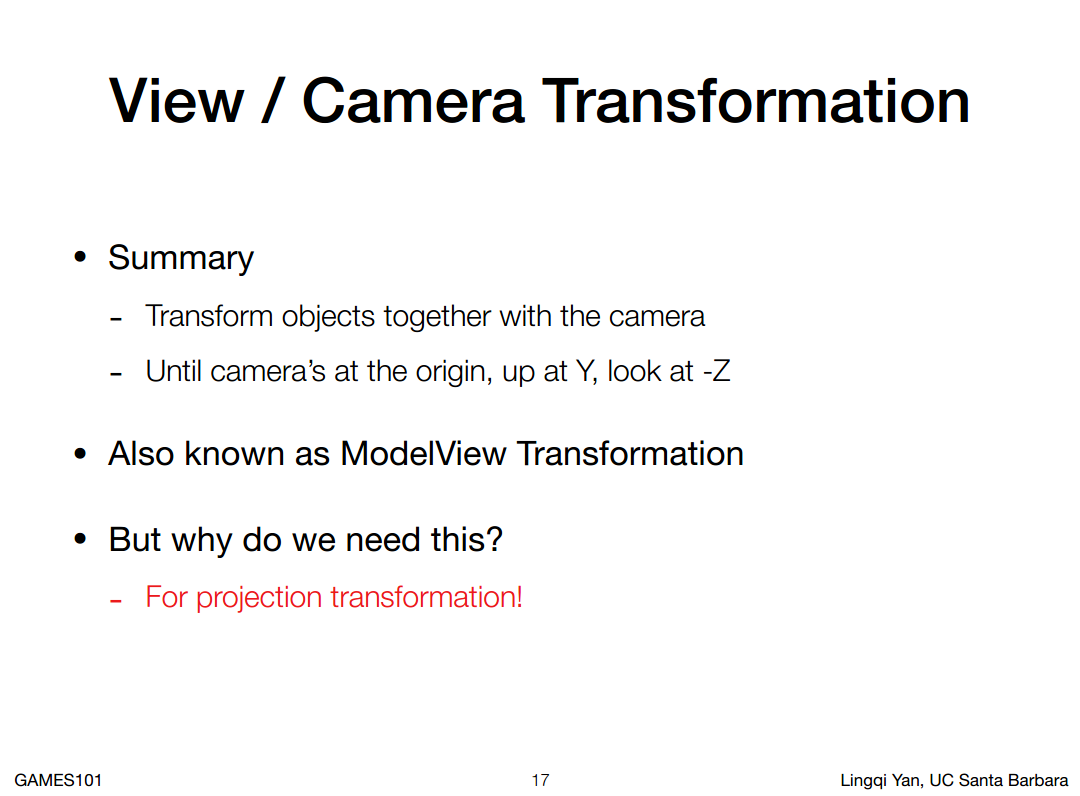 View / Camera Transformation
• Summary
- Transform objects together with the camera
- Until camera's at the origin, up at Y, look at -Z
• Also known as ModelView Transformation
• But why do we need this?
- For projection transformation!
GAMES101
17
Lingqi Yan, UC Santa Barbara